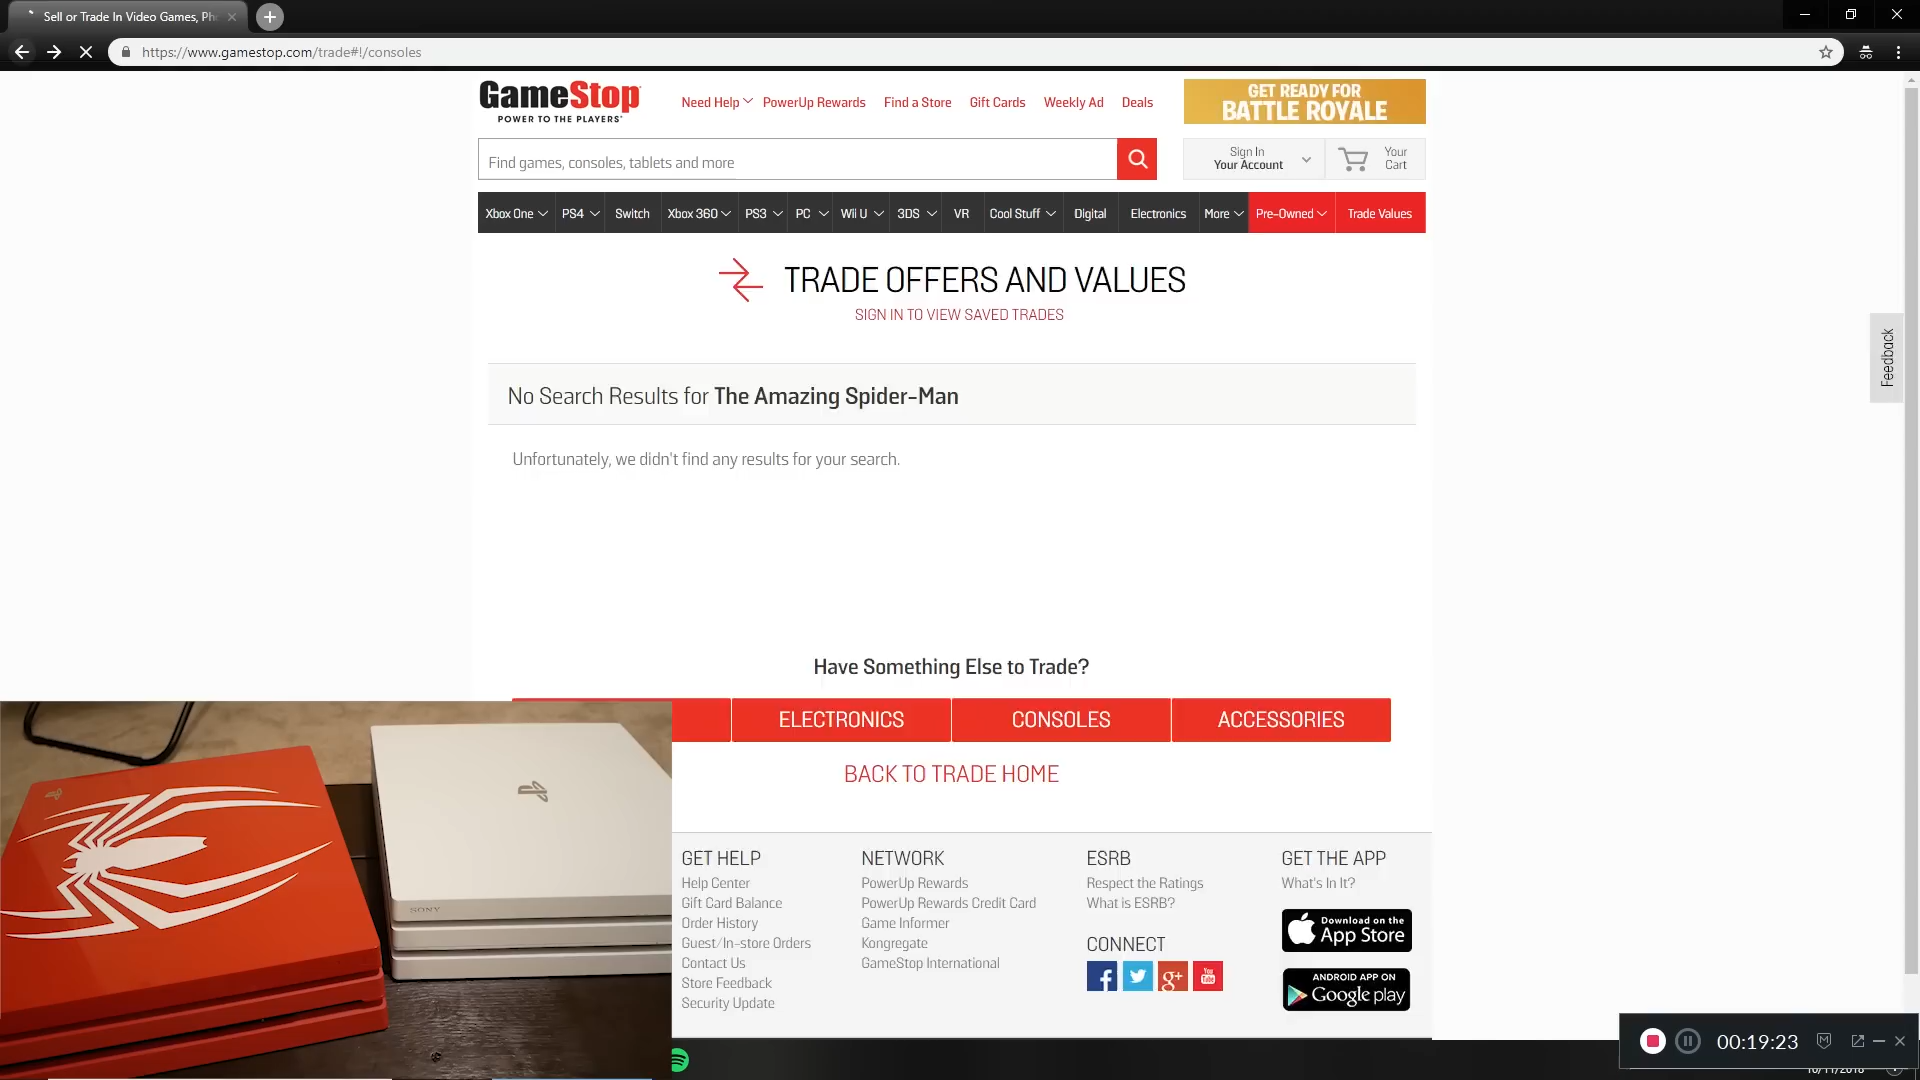 Sell or Trade In Video Games, Ph
https://www.gamestop.com/trade#!/consoles
GameStop
POWER TO THE PLAYERS
Need Help PowerUp Rewards Find a Store Gift Cards Weekly Ad Deals
GET READY FOR
BATTLE ROYALE
Find games, consoles, tablets and more
Sign In
Your Account
Your
Cart
Xbox One PS4 Switch Xbox 360 PS3 PC Wii U 3DS VR Cool Stuff Digital Electronics More Pre-Owned Trade Values
TRADE OFFERS AND VALUES
SIGN IN TO VIEW SAVED TRADES
Feedback
No Search Results for The Amazing Spider-Man
Unfortunately, we didn't find any results for your search.
Have Something Else to Trade?
ELECTRONICS CONSOLES ACCESSORIES
BACK TO TRADE HOME
SONY
GET HELP
Help Center
Gift Card Balance
Order History
Guest/In-store Orders
Contact Us
Store Feedback
Security Update
NETWORK
PowerUp Rewards
PowerUp Rewards Credit Card
Game Informer
Kongregate
GameStop International
ESRB
Respect the Ratings
What is ESRB?
CONNECT
You
Tube
GET THE APP
What's In It?
Download on the
App Store
ANDROID APP ON
Google play
00:19:23